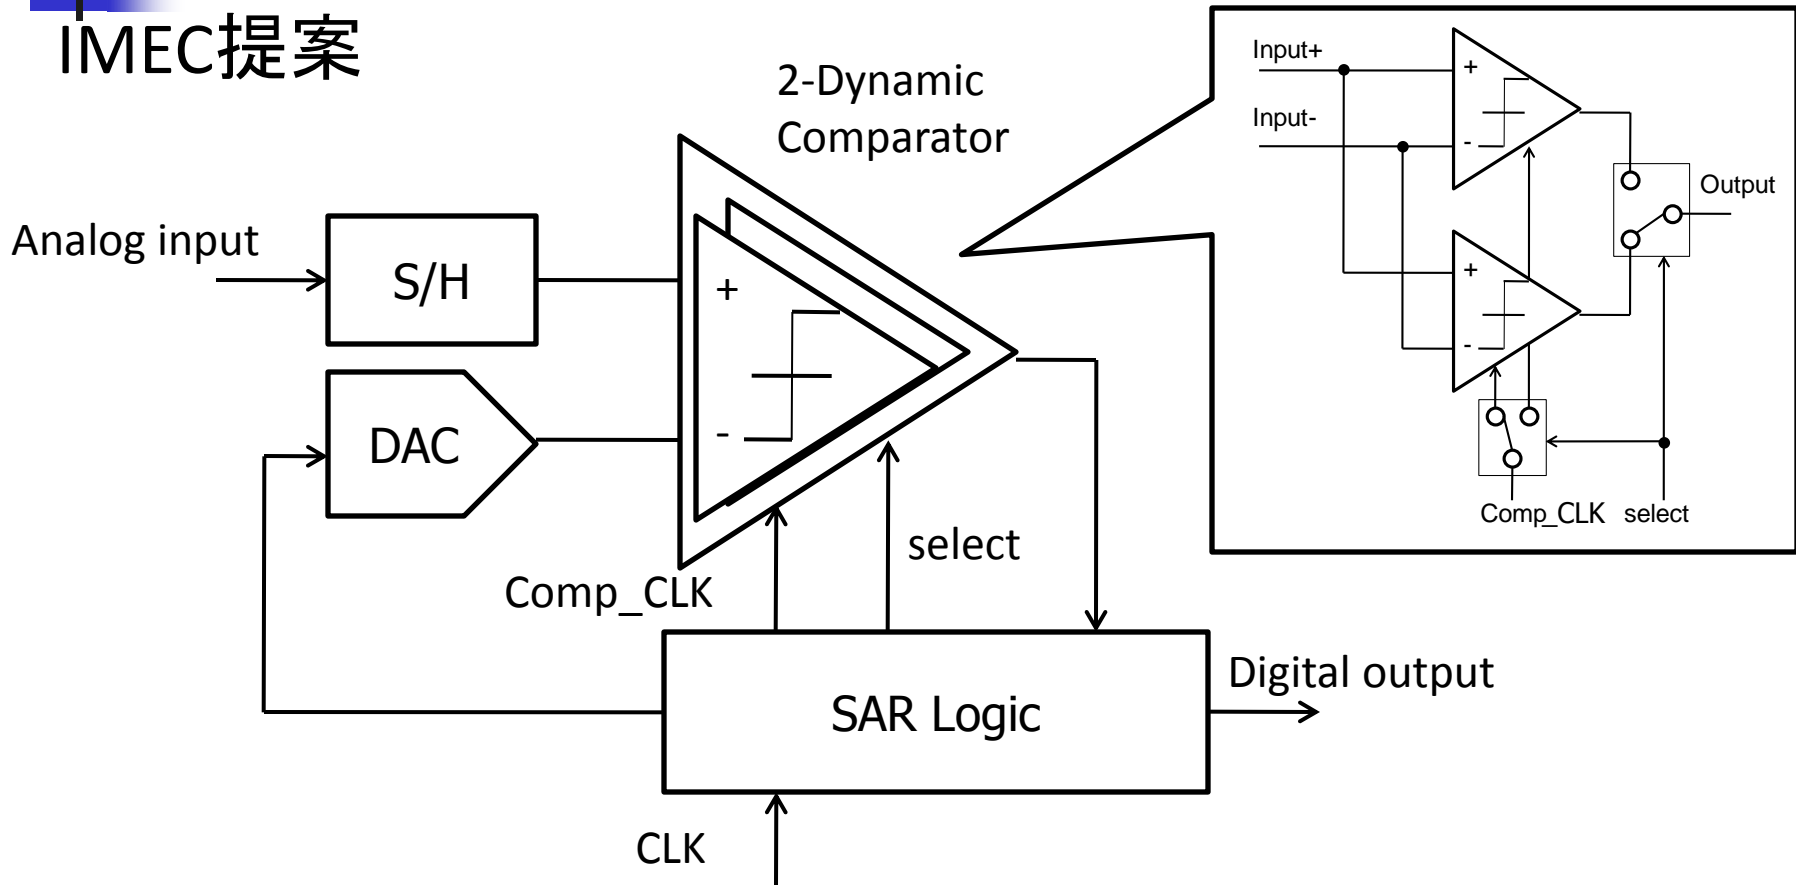 IMEC提案
2-Dynamic
Comparator
Analog input
S/H
DAC
+
-
Comp_CLK
select
SAR Logic
Digital output
CLK
Input+
Input-
+
-
+
-
Output
Comp_CLK
select